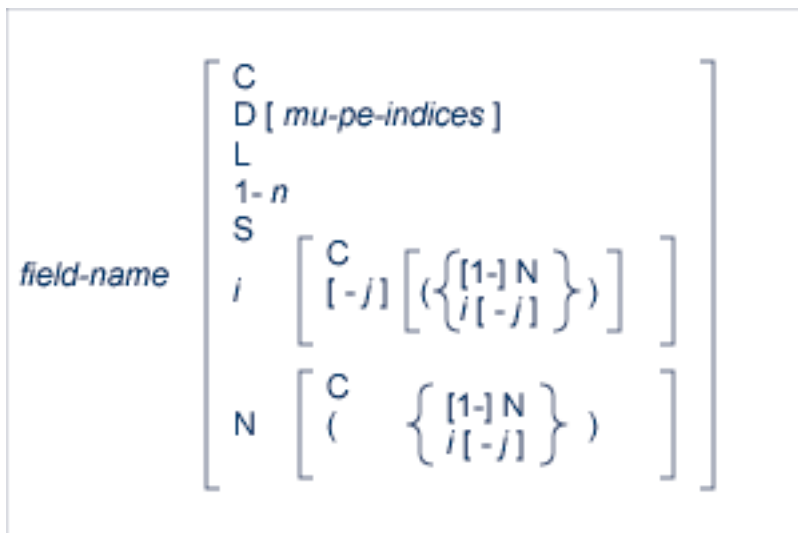 C
D [ mu-pe-indices ]
L
1- n
S
field-name i [ C
[ - j ] [ ( { [1-] N
i [ - j ] } ) ] ]
N [ C
( { [1-] N
i [ - j ] } ) ]